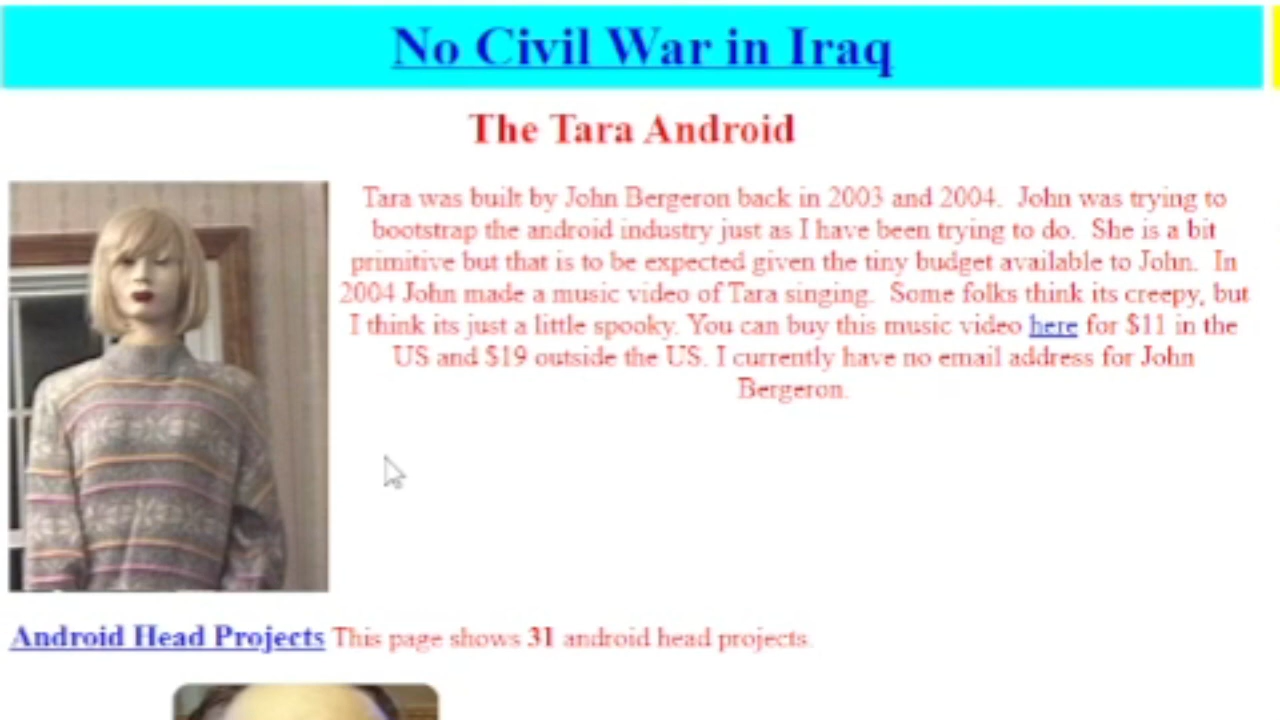 No Civil War in Iraq
The Tara Android
Tara was built by John Bergeron back in 2003 and 2004. John was trying to
bootstrap the android industry just as I have been trying to do. She is a bit
primitive but that is to be expected given the tiny budget available to John. In
2004 John made a music video of Tara singing. Some folks think its creepy, but
I think its just a little spooky. You can buy this music video here for $11 in the
US and $19 outside the US. I currently have no email address for John
Bergeron.
Android Head Projects This page shows 31 android head projects.